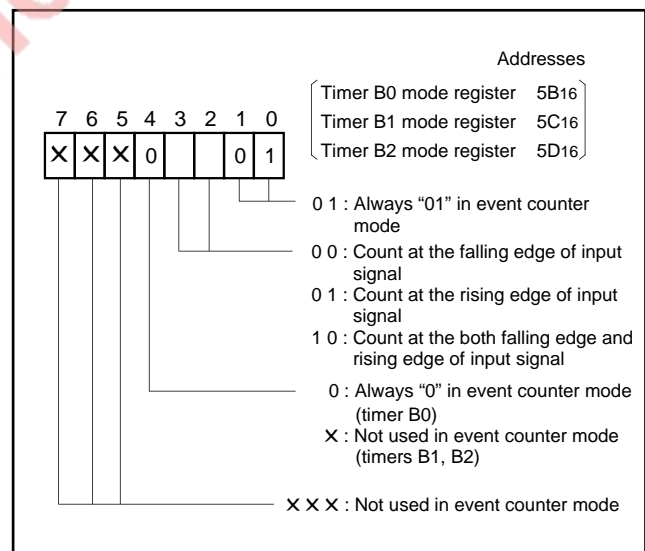 Addresses
Timer B0 mode register 5B16
Timer B1 mode register 5C16
Timer B2 mode register 5D16
7 6 5 4 3 2 1 0
X X X 0 0 1
0 1 : Always “01” in event counter
mode
0 0 : Count at the falling edge of input
signal
0 1 : Count at the rising edge of input
signal
1 0 : Count at the both falling edge and
rising edge of input signal
0 : Always “0” in event counter mode
(timer B0)
X : Not used in event counter mode
(timers B1, B2)
X X X : Not used in event counter mode